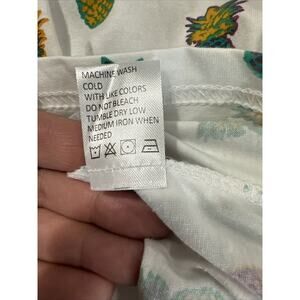 MACHINE WASH
COLD
WITH LIKE COLORS
DO NOT BLEACH
TUMBLE DRY LOW
MEDIUM IRON WHEN
NEEDED